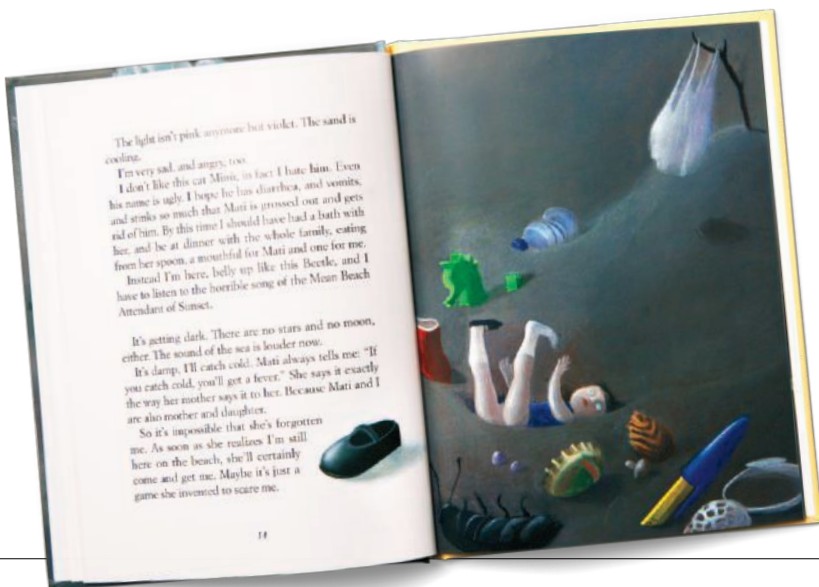 The light isn't pink anymore but violet. The sand is
cooling.
I'm very sad, and angry, too.
I don't like this cat Minù, in fact I hate him. Even
his name is ugly. I hope he has diarrhea, and vomits,
and stinks so much that Mati is grossed out and gets
rid of him. By this time I should have had a bath with
her, and be at dinner with the whole family, eating
from her spoon, a mouthful for Mati and one for me.
Instead I'm here, belly up like this Beetle, and I
have to listen to the horrible song of the Mean Beach
Attendant of Sunset.
It's getting dark. There are no stars and no moon,
either. The sound of the sea is louder now.
It's damp, I'll catch cold. Mati always tells me: "If
you catch cold, you'll get a fever." She says it exactly
the way her mother says it to her. Because Mati and I
are also mother and daughter.
So it's impossible that she's forgotten
me. As soon as she realizes I'm still
here on the beach, she'll certainly
come and get me. Maybe it's just a
game she invented to scare me.